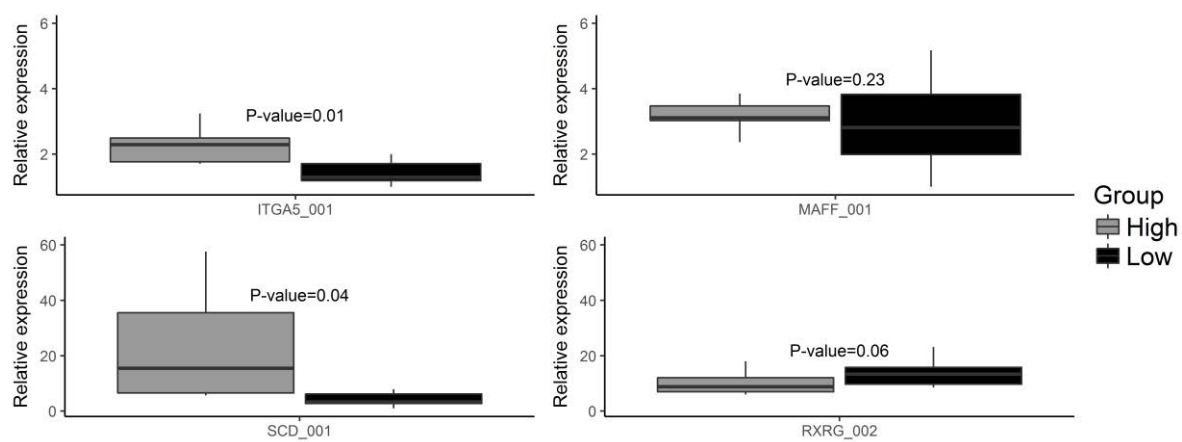 Relative expression
6
4
2
P-value=0.01
ITGA5_001
Relative expression
6
4
2
P-value=0.23
MAFF_001
Relative expression
60
40
20
0
P-value=0.04
SCD_001
Relative expression
60
40
20
0
P-value=0.06
RXRG_002
Group
High
Low